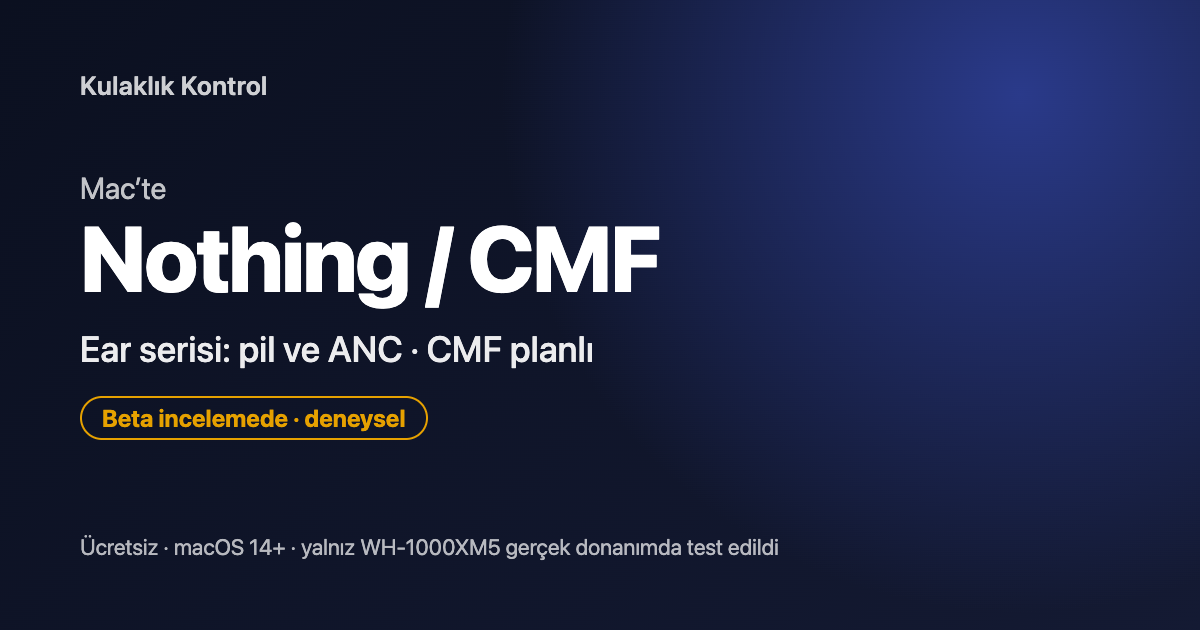 Kulaklık Kontrol
Mac’te
Nothing / CMF
Ear serisi: pil ve ANC · CMF planlı
Beta incelemede · deneysel
Ücretsiz · macOS 14+ · yalnız WH-1000XM5 gerçek donanımda test edildi